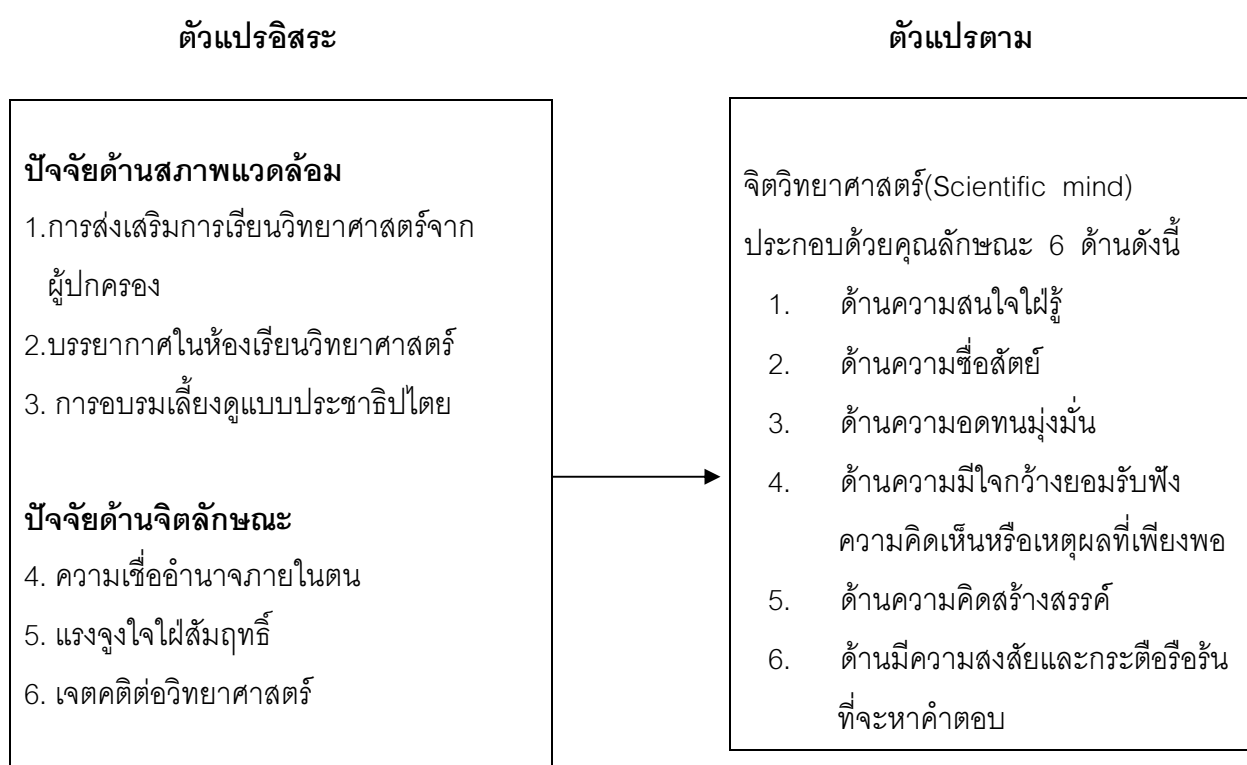 ตัวแปรอิสระ
ตัวแปรตาม
ปัจจัยด้านสภาพแวดล้อม
1.การส่งเสริมการเรียนวิทยาศาสตร์จาก
ผู้ปกครอง
2.บรรยากาศในห้องเรียนวิทยาศาสตร์
3. การอบรมเลี้ยงดูแบบประชาธิปไตย
ปัจจัยด้านจิตลักษณะ
4. ความเชื่ออำนาจภายในตน
5. แรงจูงใจใฝ่สัมฤทธิ์
6. เจตคติต่อวิทยาศาสตร์
จิตวิทยาศาสตร์(Scientific mind)
ประกอบด้วยคุณลักษณะ 6 ด้านดังนี้
1. ด้านความสนใจใฝ่รู้
2. ด้านความซื่อสัตย์
3. ด้านความอดทนมุ่งมั่น
4. ด้านความมีใจกว้างยอมรับฟัง
ความคิดเห็นหรือเหตุผลที่เพียงพอ
5. ด้านความคิดสร้างสรรค์
6. ด้านมีความสงสัยและกระตือรือร้น
ที่จะหาคำตอบ